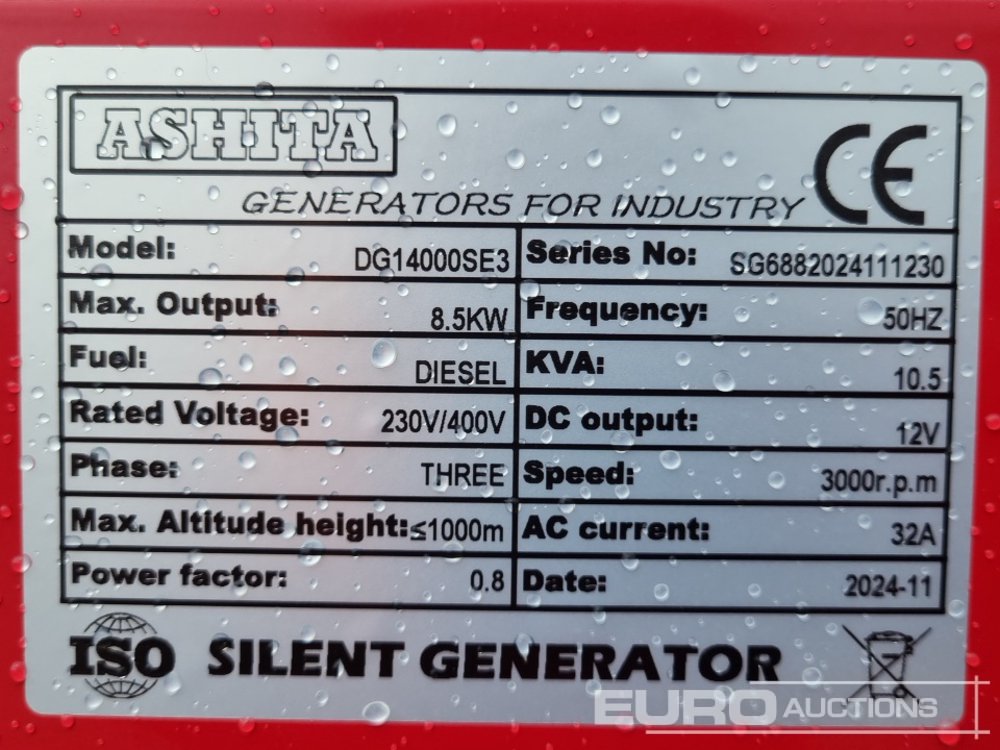 ASHITA
CE
GENERATORS FOR INDUSTRY
Model: DG14000SE3 Series No: SG6882024111230
Max. Output: 8.5KW Frequency: 50HZ
Fuel: DIESEL KVA: 10.5
Rated Voltage: 230V/400V DC output: 12V
Phase: THREE Speed: 3000r.p.m
Max. Altitude height: ≤1000m AC current: 32A
Power factor: 0.8 Date: 2024-11
ISO SILENT GENERATOR
EURO AUCTIONS